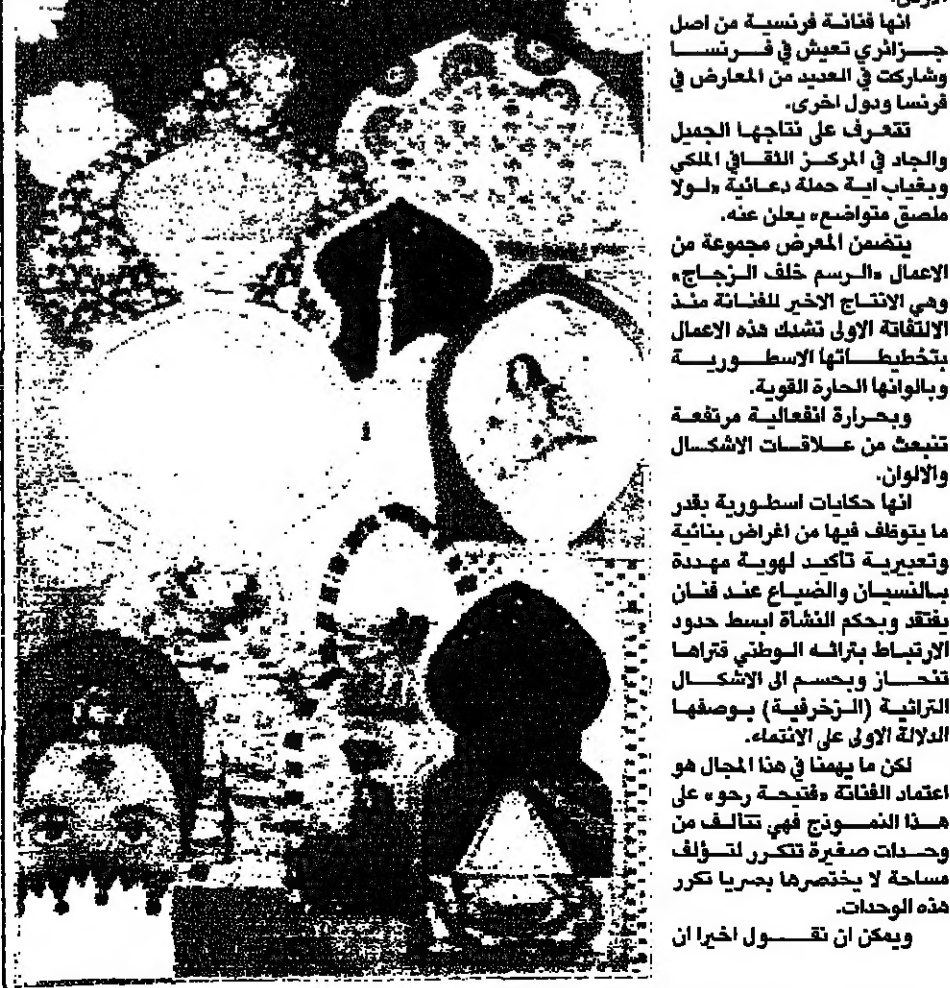 انها فنانة فرنسية من اصل
جزائري تعيش في فرنسا
وشاركت في العديد من المعارض في
فرنسا ودول اخرى.
نتعرف على نتاجها الجميل
والجاد في المركز الثقافي الملكي
وبغياب اية حملة دعائية «لولا
ملصق متواضع» يعلن عنه.
يتضمن المعرض مجموعة من
الاعمال «الرسم خلف الزجاج»
وهي الانتاج الاخير للفنانة منذ
الالتفاتة الاولى تشدك هذه الاعمال
بتخطيطاتها الاسطورية
وبالوانها الحارة القوية.
وبحرارة انفعالية مرتفعة
تنبعث من علاقات الاشكال
والالوان.
انها حكايات اسطورية بقدر
ما يتوظف فيها من اغراض بنائية
وتعبيرية تاكيد لهوية مهددة
بالنسيان والضياع عند فنان
يفتقد وبحكم النشأة ابسط حدود
الارتباط بتراثه الوطني فتراها
تنحاز وبحسم الى الاشكال
التراثية (الزخرفية) بوصفها
الدلالة الاولى على الانتماء.
لكن ما يهمنا في هذا المجال هو
اعتماد الفنانة «فتيحة رحو» على
هذا النموذج فهي تتالف من
وحدات صغيرة تتكرر لتؤلف
مساحة لا يختصرها بصريا تكرر
هذه الوحدات.
ويمكن ان نقول اخيرا ان